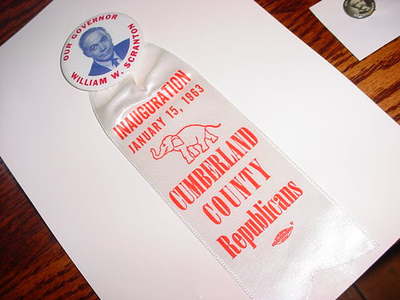 OUR GOVERNOR
WILLIAM W. SCRANTON
INAUGURATION
JANUARY 15, 1963
CUMBERLAND
COUNTY
Republicans